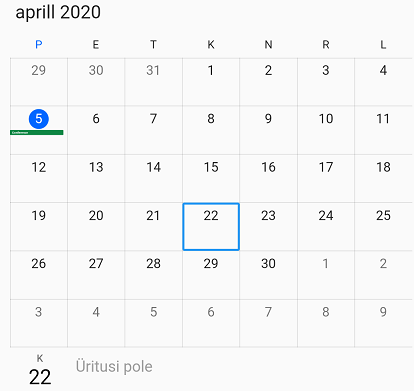 aprill 2020
P E T K N R L
29 30 31 1 2 3 4
5 6 7 8 9 10 11
Conference
12 13 14 15 16 17 18
19 20 21 22 23 24 25
26 27 28 29 30 1 2
3 4 5 6 7 8 9
K
22 Üritusi pole